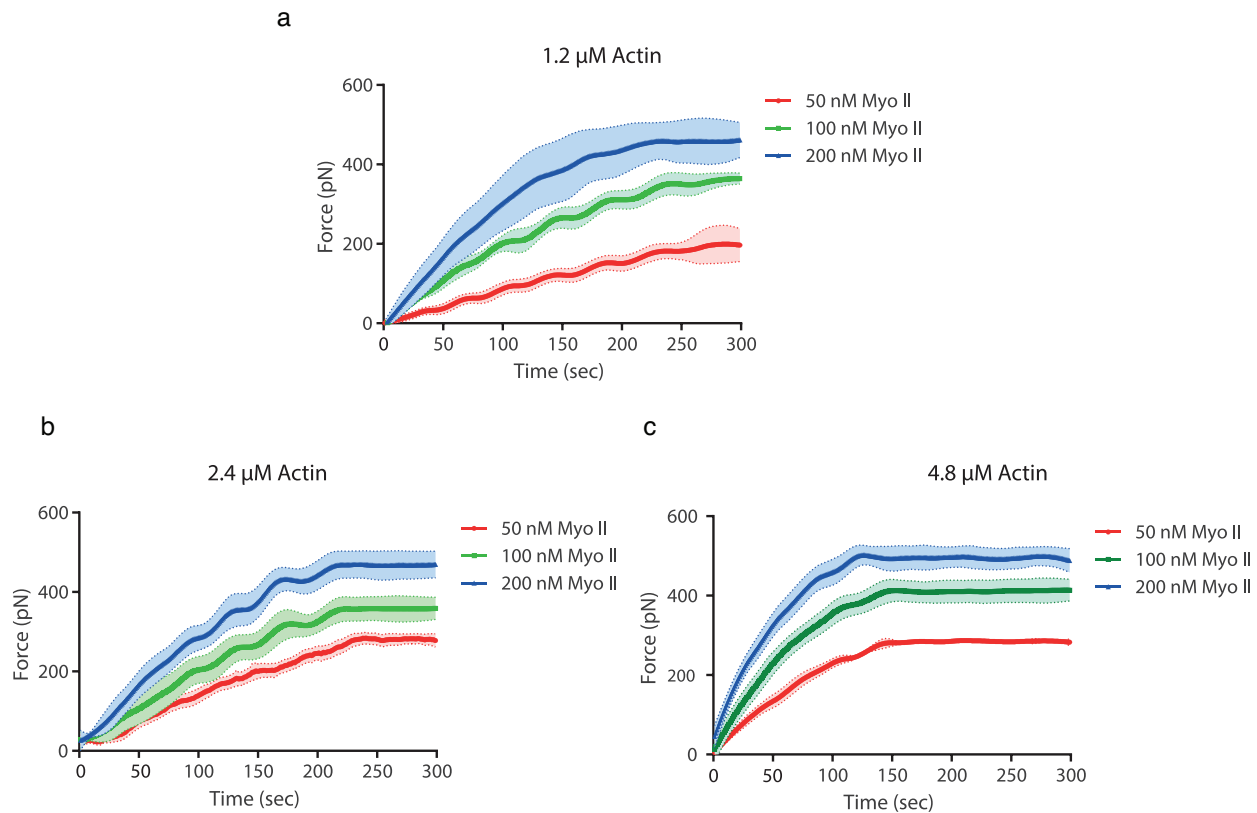 a
1.2 μM Actin
600
400
200
0
Force (pN)
0 50 100 150 200 250 300
Time (sec)
50 nM Myo II
100 nM Myo II
200 nM Myo II
b
2.4 μM Actin
600
400
200
0
Force (pN)
0 50 100 150 200 250 300
Time (sec)
50 nM Myo II
100 nM Myo II
200 nM Myo II
c
4.8 μM Actin
600
400
200
0
Force (pN)
0 50 100 150 200 250 300
Time (sec)
50 nM Myo II
100 nM Myo II
200 nM Myo II